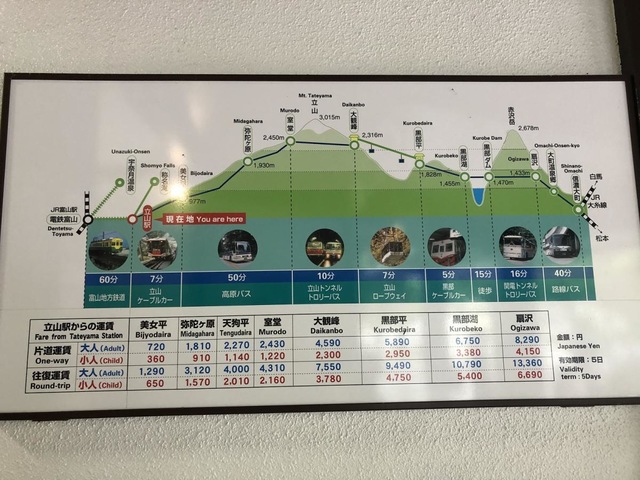 Mt. Tateyama
立山
3,015m
Murodo
室堂
2,450m
Daikanbo
大観峰
2,316m
Midagahara
弥陀ヶ原
1,930m
赤沢岳
2,678m
Kurobedaira
黒部平
1,828m
Kurobe Dam
黒部ダム
1,470m
Kurobeko
黒部湖
1,455m
Ogizawa
扇沢
1,433m
Omachi-Onsen-kyo
大町温泉郷
Shinano-Omachi
信濃大町
白馬
JR
大糸線
松本
Unazuki-Onsen
宇奈月温泉
Shomyo Falls
称名滝
Bijodaira
977m
JR富山駅
電鉄富山
Dentetsu-Toyama
立山駅
現在地 You are here
60分 7分 50分 10分 7分 5分 15分 16分 40分
富山地方鉄道
立山ケーブルカー
高原バス
立山トンネルトロリーバス
立山ロープウェイ
黒部ケーブルカー
徒歩
関電トンネルトロリーバス
路線バス
立山駅からの運賃 美女平 弥陀ヶ原 天狗平 室堂 大観峰 黒部平 黒部湖 扇沢
Fare from Tateyama Station Bijyodaira Midagahara Tengudaira Murodo Daikanbo Kurobedaira Kurobeko Ogizawa
片道運賃 大人(Adult) 720 1,810 2,270 2,430 4,590 5,890 6,750 8,290
One-way 小人(Child) 360 910 1,140 1,220 2,300 2,950 3,380 4,150
往復運賃 大人(Adult) 1,290 3,120 4,000 4,310 7,550 9,490 10,790 13,360
Round-trip 小人(Child) 650 1,570 2,010 2,160 3,780 4,750 5,400 6,690
金額：円
Japanese Yen
有効期限：5日
Validity
term : 5Days